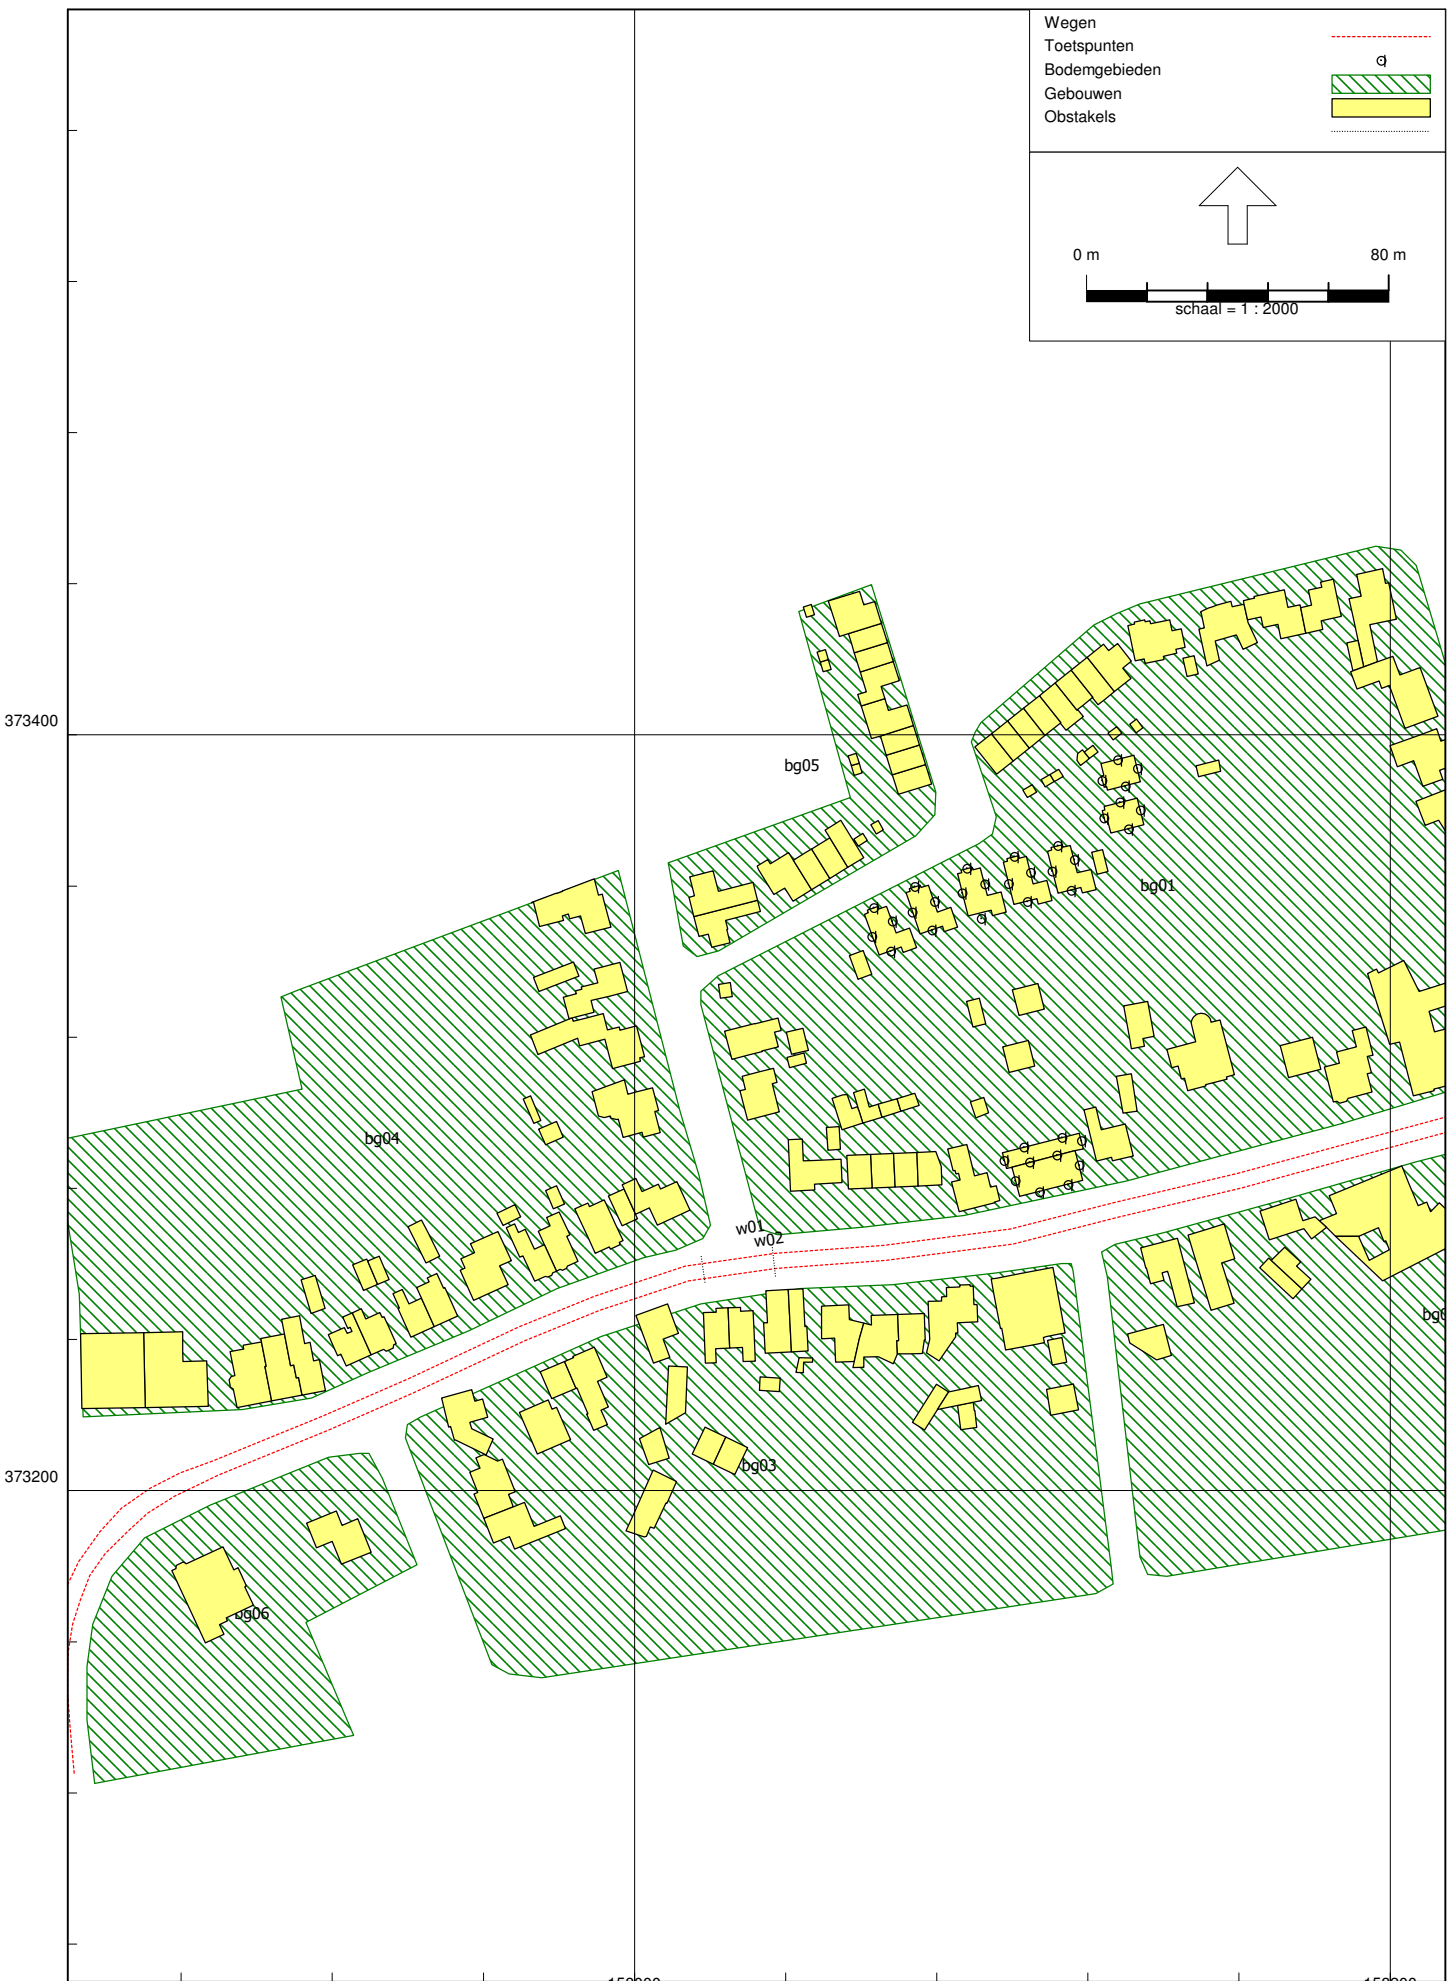 Wegen
Toetspunten
Bodemgebieden
Gebouwen
Obstakels
0 m 80 m
schaal = 1 : 2000
373400
bg05
bg01
bg04
w01
w02
bg03
373200
bg06